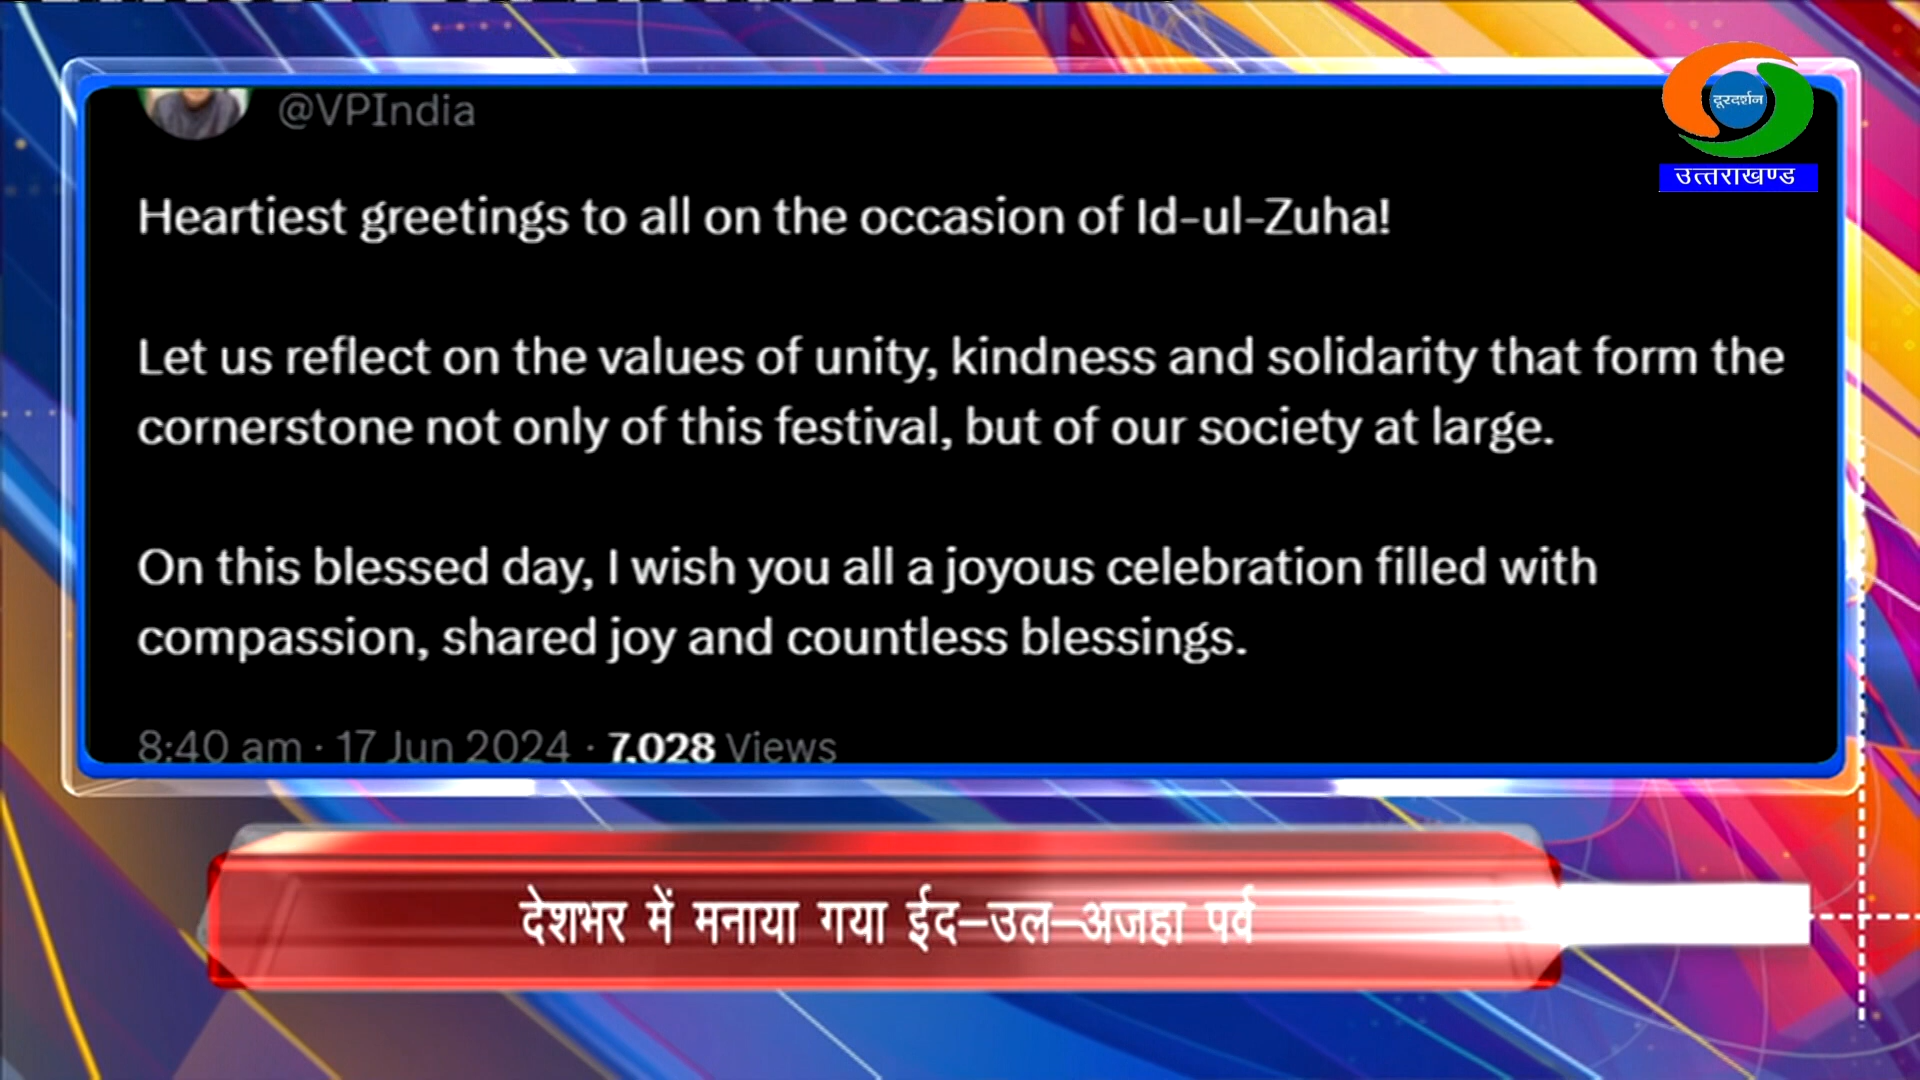 @VPIndia
दूरदर्शन
उत्तराखण्ड
Heartiest greetings to all on the occasion of Id-ul-Zuha!
Let us reflect on the values of unity, kindness and solidarity that form the
cornerstone not only of this festival, but of our society at large.
On this blessed day, I wish you all a joyous celebration filled with
compassion, shared joy and countless blessings.
8:40 am · 17 Jun 2024 · 7,028 Views
देशभर में मनाया गया ईद–उल–अजहा पर्व